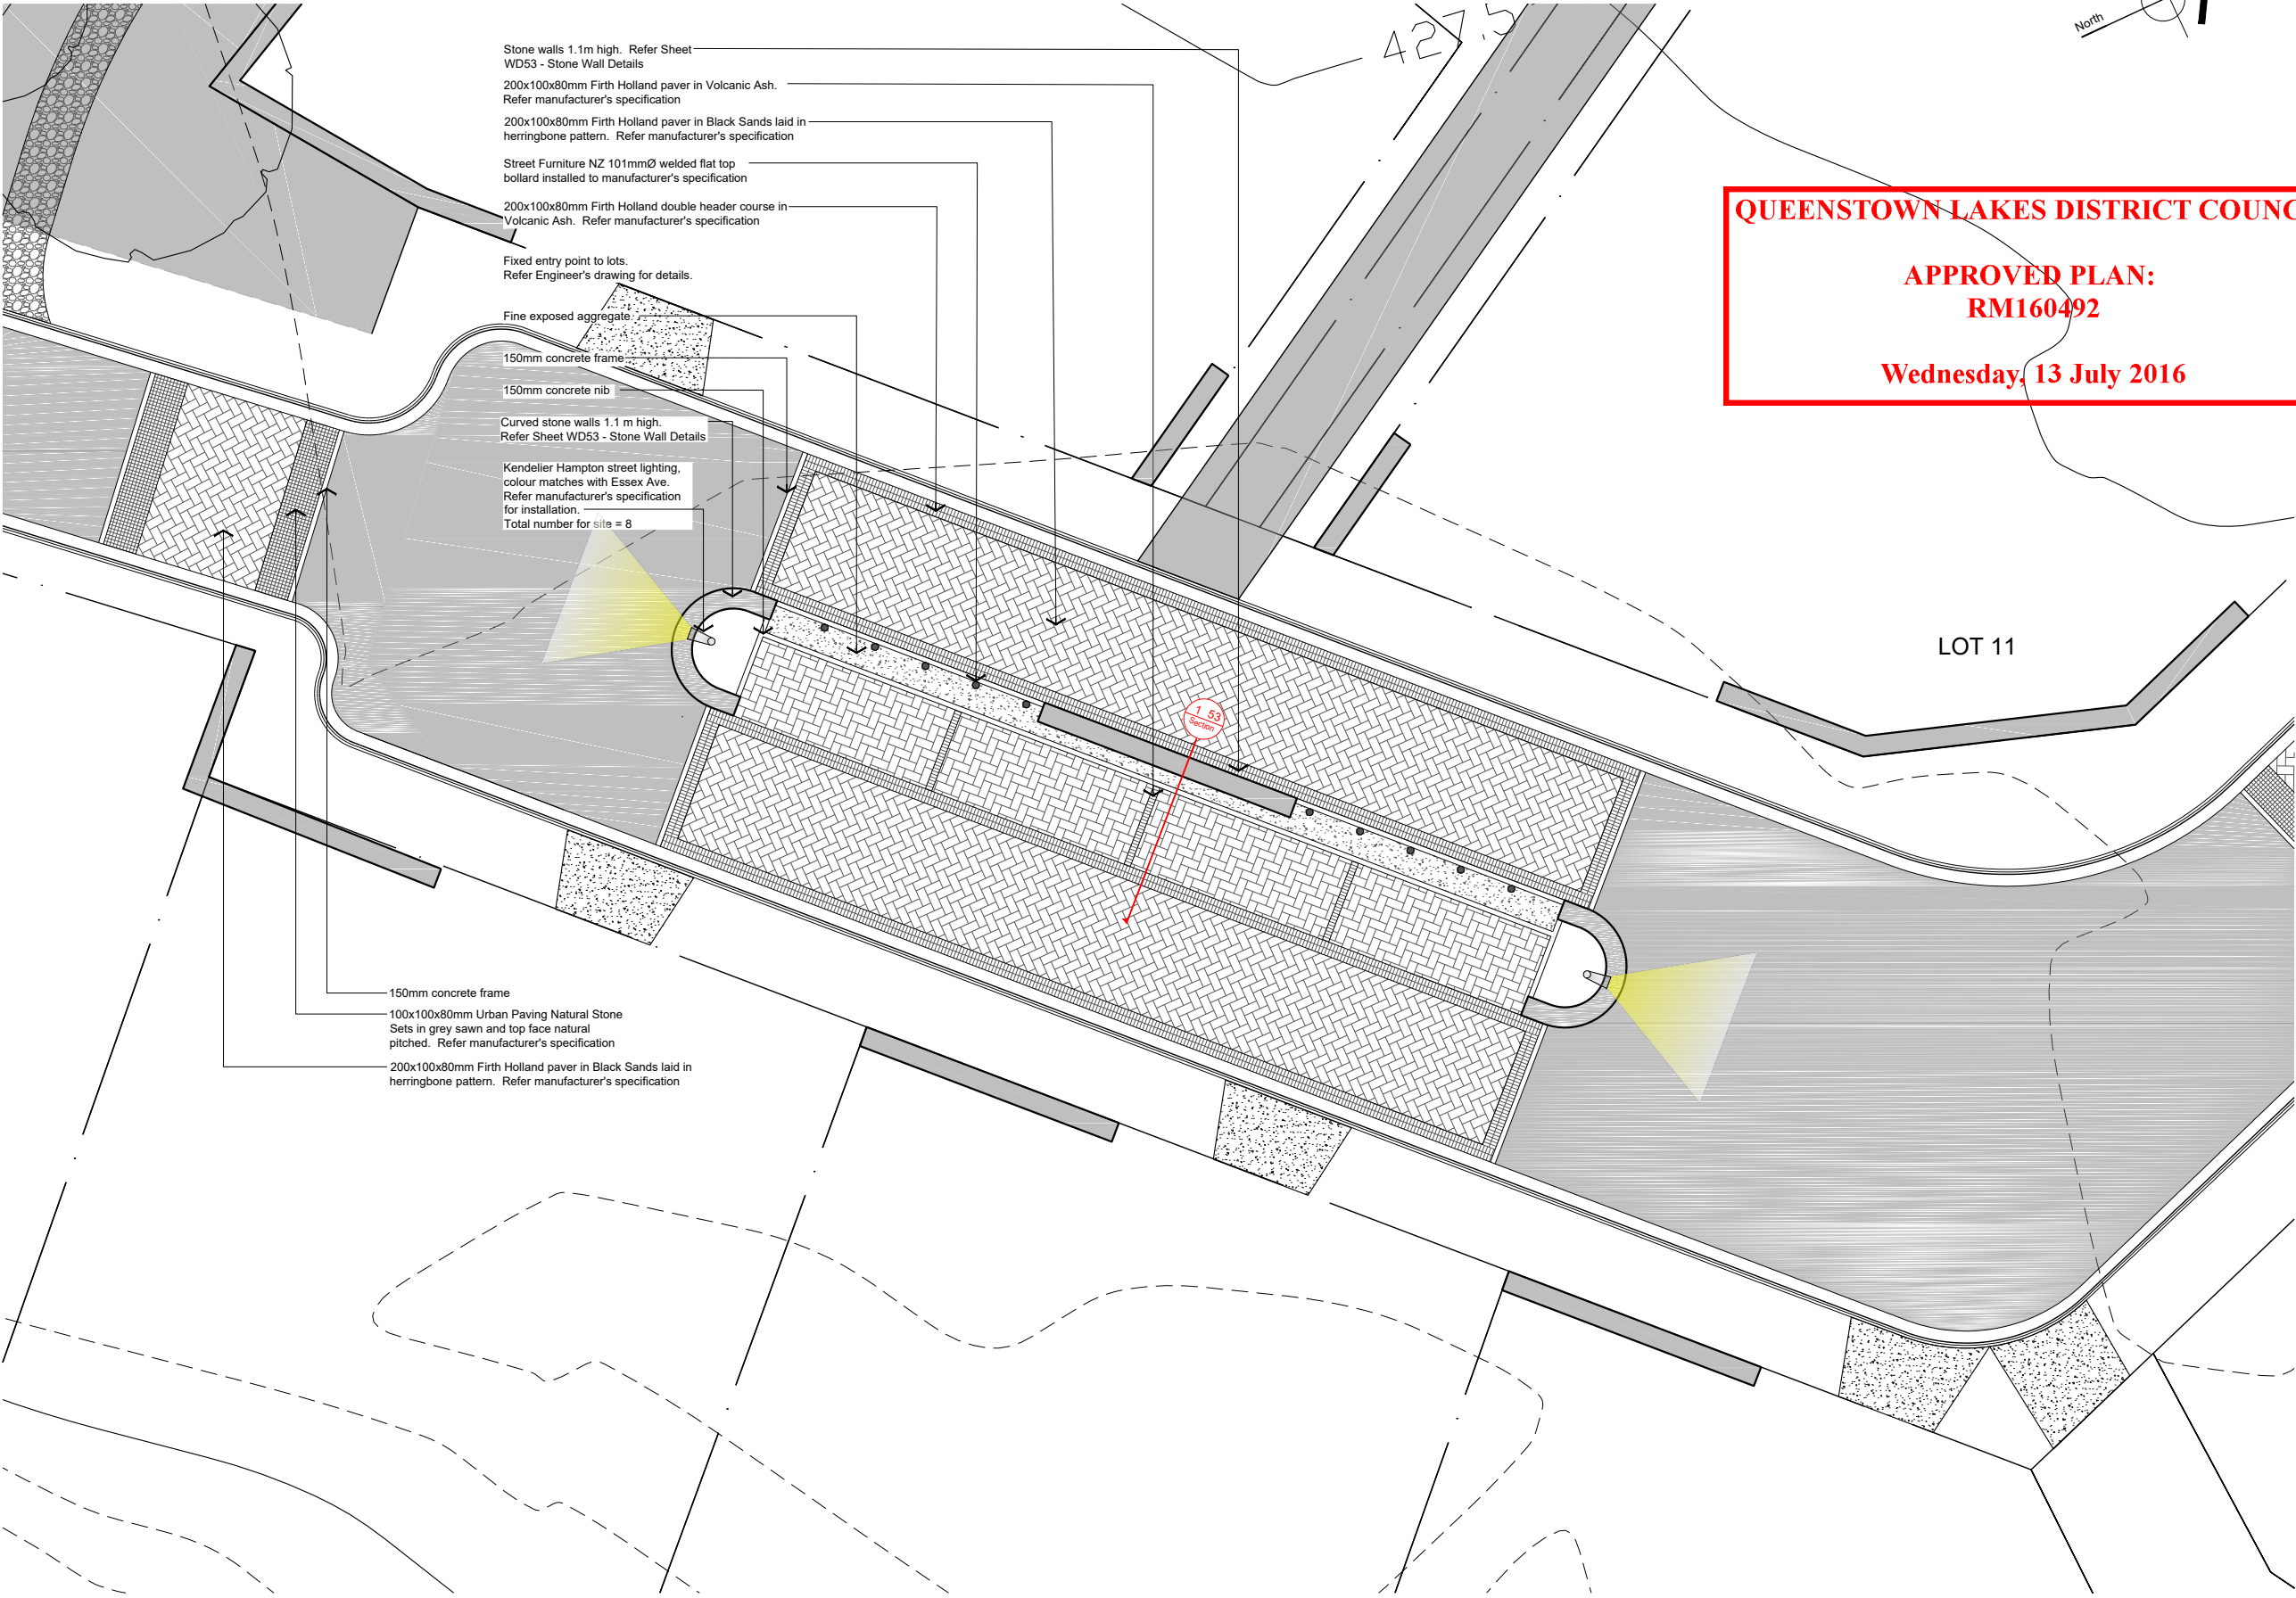 North
4275
Stone walls 1.1m high. Refer Sheet
WD53 - Stone Wall Details
200x100x80mm Firth Holland paver in Volcanic Ash.
Refer manufacturer's specification
200x100x80mm Firth Holland paver in Black Sands laid in
herringbone pattern. Refer manufacturer's specification
Street Furniture NZ 101mmØ welded flat top
bollard installed to manufacturer's specification
200x100x80mm Firth Holland double header course in
Volcanic Ash. Refer manufacturer's specification
Fixed entry point to lots.
Refer Engineer's drawing for details.
Fine exposed aggregate
150mm concrete frame
150mm concrete nib
Curved stone walls 1.1 m high.
Refer Sheet WD53 - Stone Wall Details
Kendelier Hampton street lighting,
colour matches with Essex Ave.
Refer manufacturer's specification
for installation.
Total number for site = 8
QUEENSTOWN LAKES DISTRICT COUNC
APPROVED PLAN:
RM160492
Wednesday, 13 July 2016
LOT 11
1 53
Section
150mm concrete frame
100x100x80mm Urban Paving Natural Stone
Sets in grey sawn and top face natural
pitched. Refer manufacturer's specification
200x100x80mm Firth Holland paver in Black Sands laid in
herringbone pattern. Refer manufacturer's specification